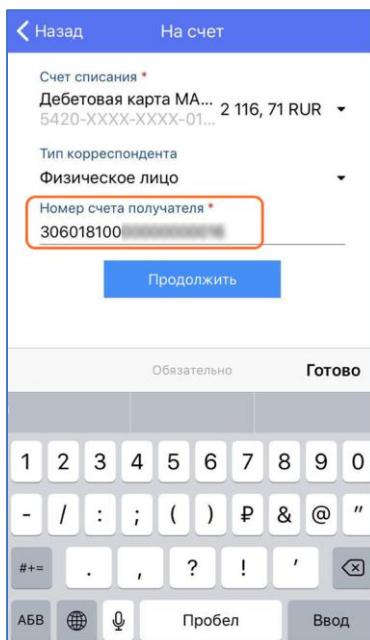 Назад На счет
Счет списания *
Дебетовая карта МА... 2 116, 71 RUR
5420-XXXX-XXXX-01...
Тип корреспондента
Физическое лицо
Номер счета получателя *
306018100
Продолжить
Обязательно Готово
1 2 3 4 5 6 7 8 9 0
- / : ; ( ) ₽ & @ "
#+= . , ? ! '
АБВ Пробел Ввод